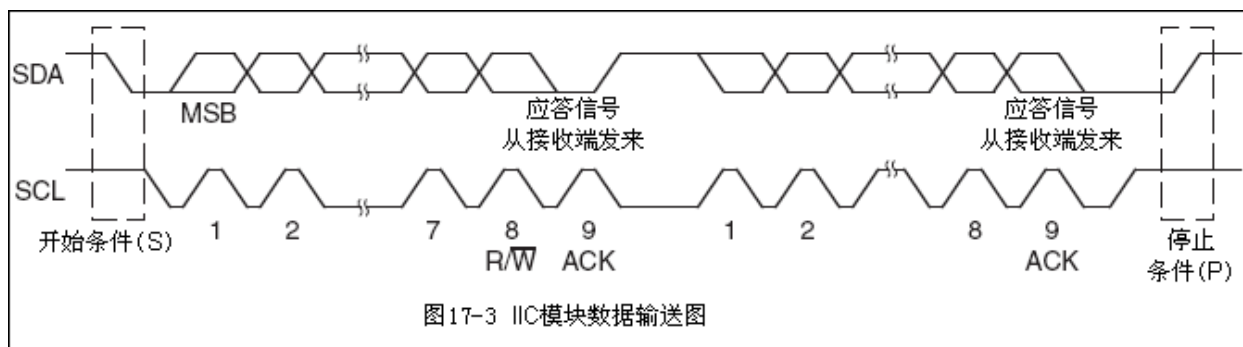 SDA
MSB
应答信号
从接收端发来
应答信号
从接收端发来
SCL
开始条件(S)
1 2 7 8 9 1 2 8 9
R/W̅ ACK ACK
停止
条件(P)
图17-3 IIC模块数据输送图